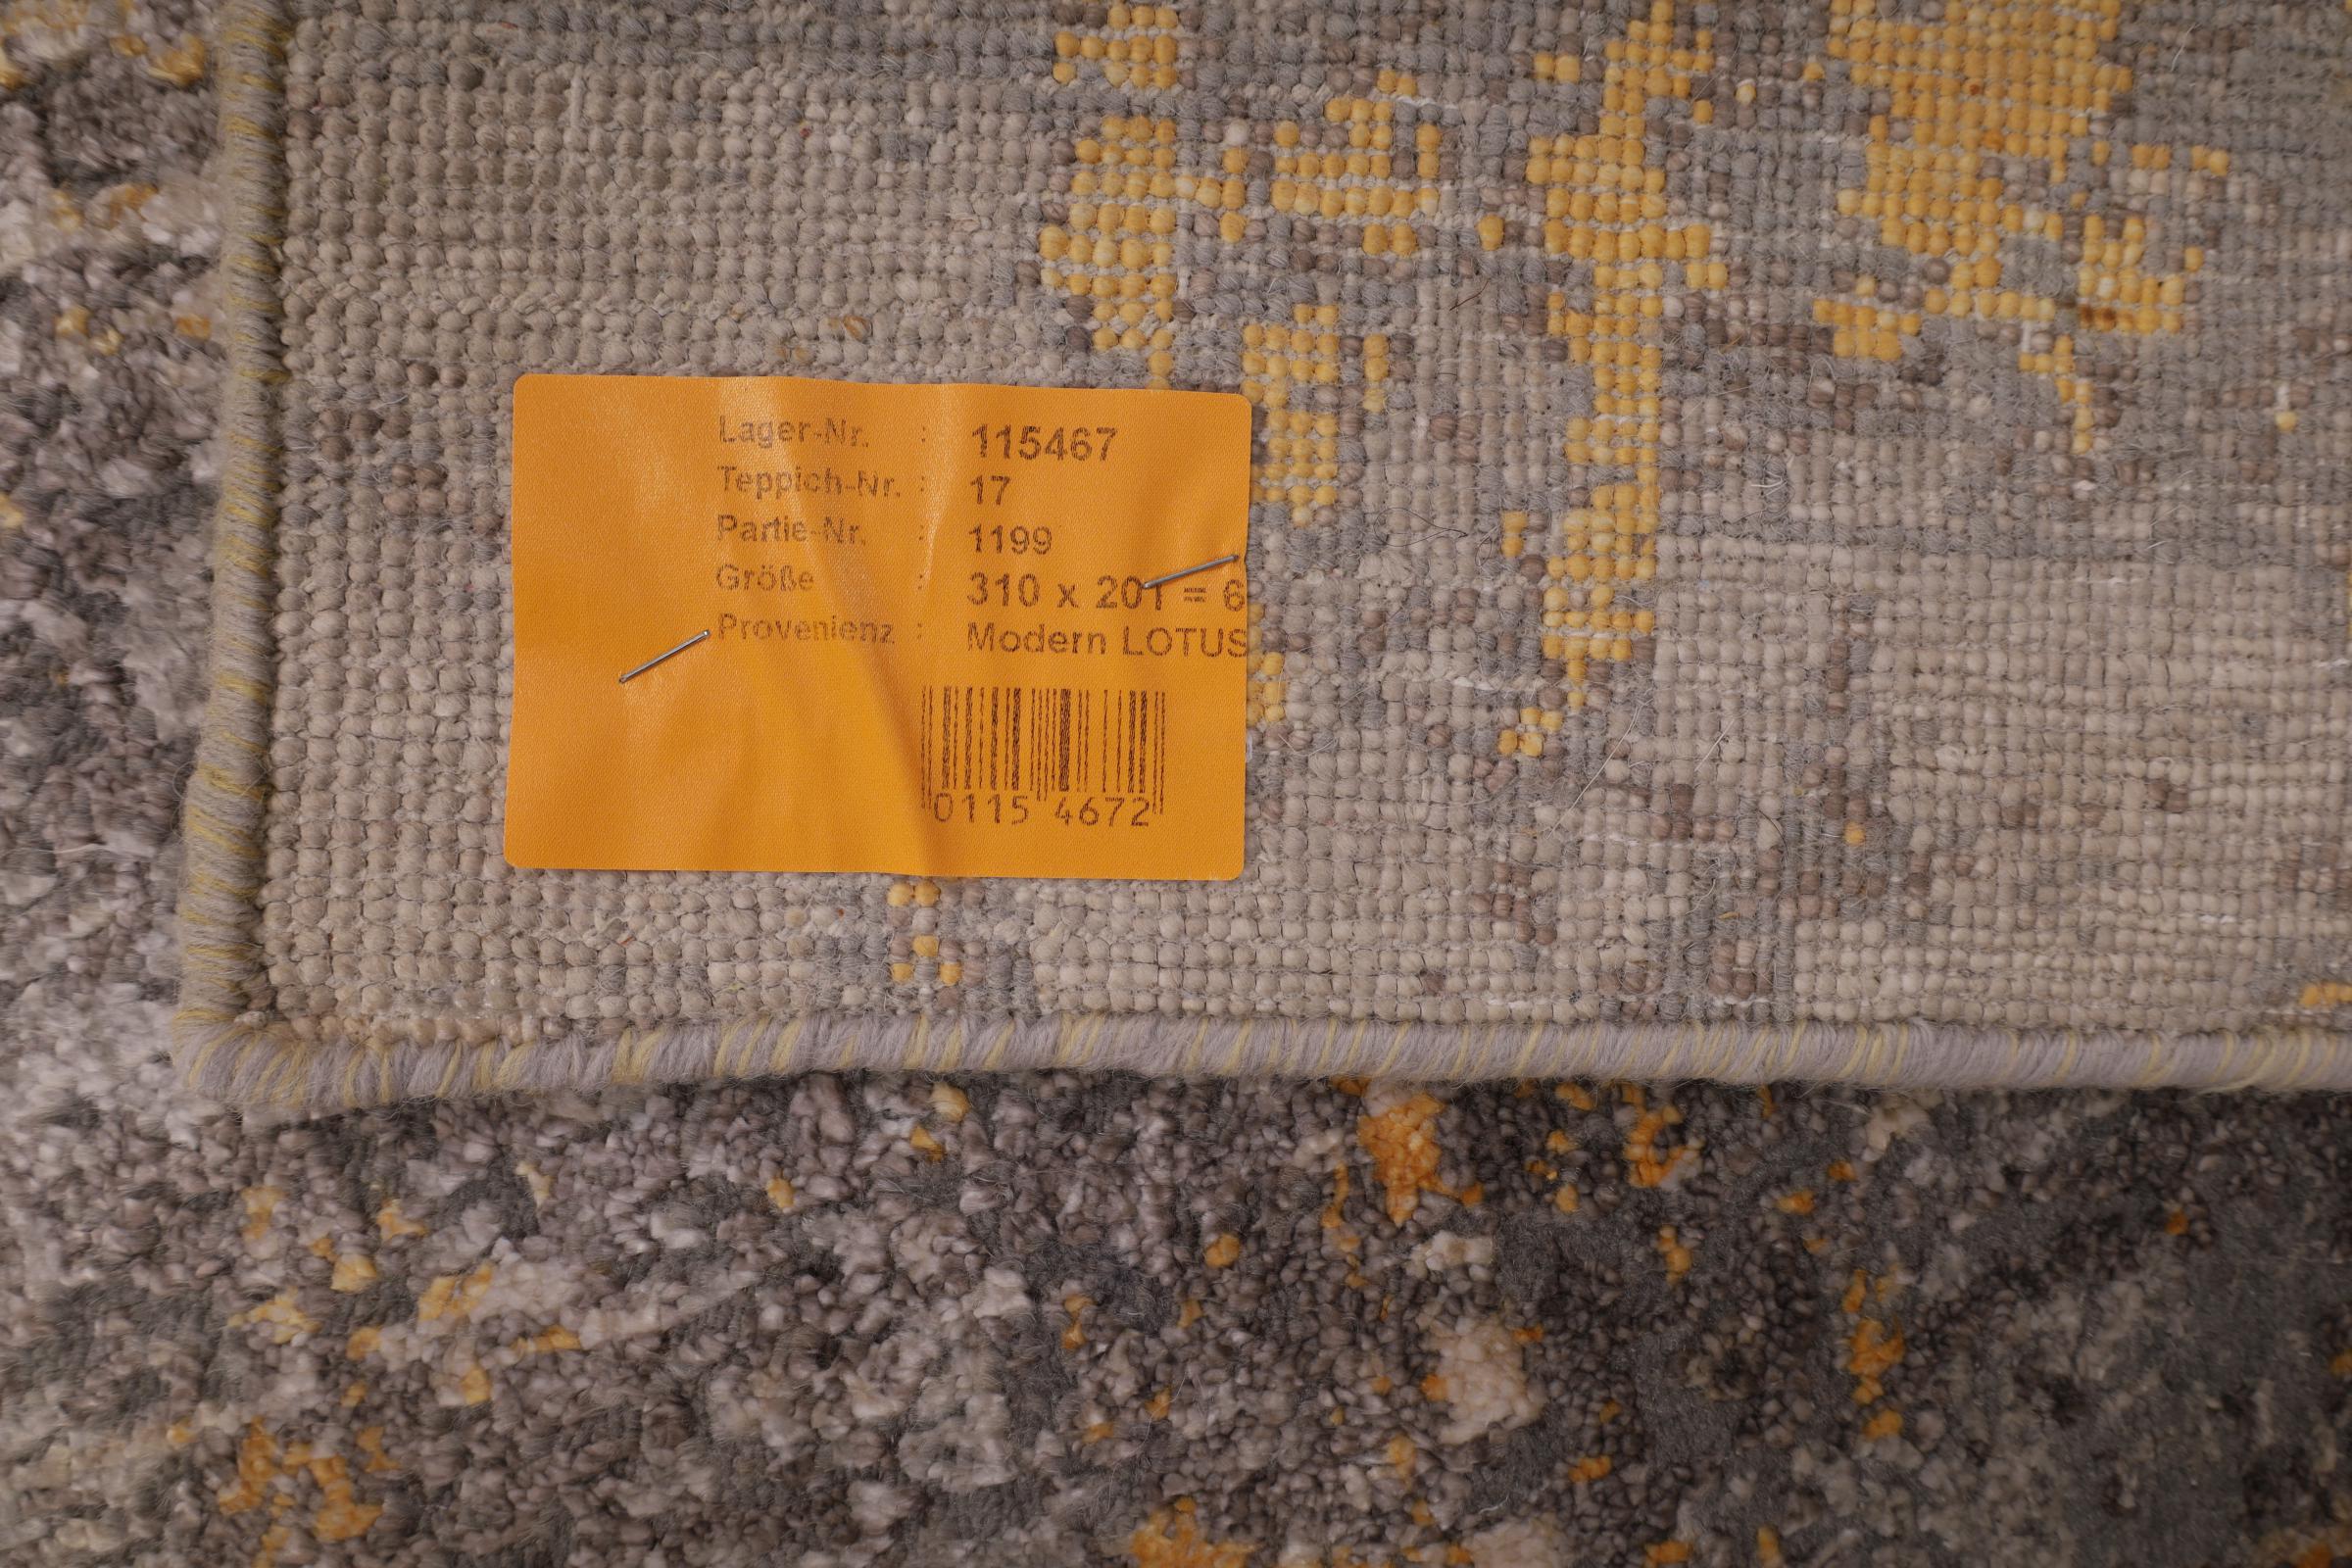 Lager-Nr. : 115467
Teppich-Nr. : 17
Partie-Nr. : 1199
Größe : 310 x 201 = 6
Provenienz : Modern LOTUS
0115 4672